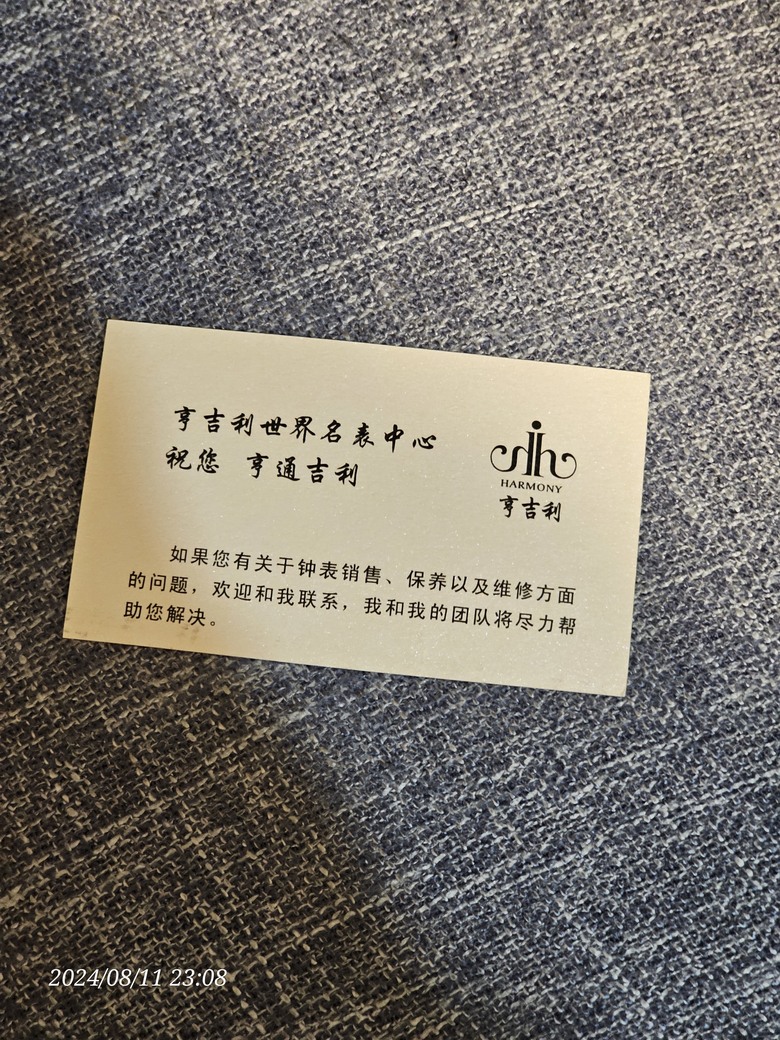 亨吉利世界名表中心
祝您 亨通吉利
HARMONY
亨吉利
如果您有关于钟表销售、保养以及维修方面
的问题，欢迎和我联系，我和我的团队将尽力帮
助您解决。
2024/08/11 23:08